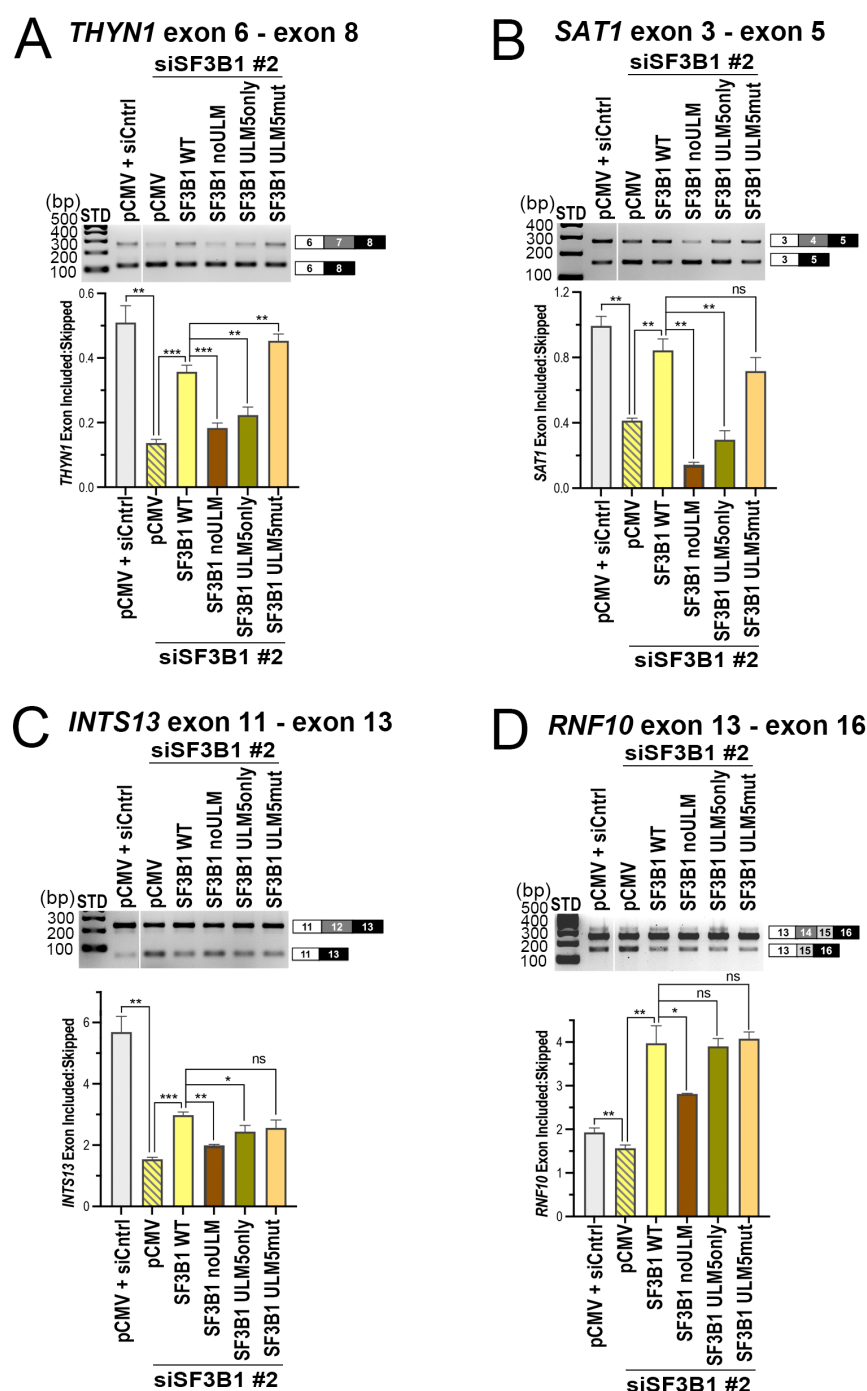 A THYN1 exon 6 - exon 8
siSF3B1 #2
pCMV + siCntrl
pCMV
SF3B1 WT
SF3B1 noULM
SF3B1 ULM5only
SF3B1 ULM5mut
(bp)
STD
500
400
300
200
100
6 7 8
6 8
THYN1 Exon Included:Skipped
0.6
0.4
0.2
0.0
** *** *** ** **
pCMV + siCntrl
pCMV
SF3B1 WT
SF3B1 noULM
SF3B1 ULM5only
SF3B1 ULM5mut
siSF3B1 #2
B SAT1 exon 3 - exon 5
siSF3B1 #2
pCMV + siCntrl
pCMV
SF3B1 WT
SF3B1 noULM
SF3B1 ULM5only
SF3B1 ULM5mut
(bp)
STD
400
300
200
100
3 4 5
3 5
SAT1 Exon Included:Skipped
1.2
0.8
0.4
0.0
** ** ** ** ns
pCMV + siCntrl
pCMV
SF3B1 WT
SF3B1 noULM
SF3B1 ULM5only
SF3B1 ULM5mut
siSF3B1 #2
C INTS13 exon 11 - exon 13
siSF3B1 #2
pCMV + siCntrl
pCMV
SF3B1 WT
SF3B1 noULM
SF3B1 ULM5only
SF3B1 ULM5mut
(bp)
STD
300
200
100
11 12 13
11 13
INTS13 Exon Included:Skipped
6
4
2
0
** *** ** * ns
pCMV + siCntrl
pCMV
SF3B1 WT
SF3B1 noULM
SF3B1 ULM5only
SF3B1 ULM5mut
siSF3B1 #2
D RNF10 exon 13 - exon 16
siSF3B1 #2
pCMV + siCntrl
pCMV
SF3B1 WT
SF3B1 noULM
SF3B1 ULM5only
SF3B1 ULM5mut
(bp)
STD
500
400
300
200
100
13 14 15 16
13 15 16
RNF10 Exon Included:Skipped
4
3
2
1
0
** ** * ns ns
pCMV + siCntrl
pCMV
SF3B1 WT
SF3B1 noULM
SF3B1 ULM5only
SF3B1 ULM5mut
siSF3B1 #2